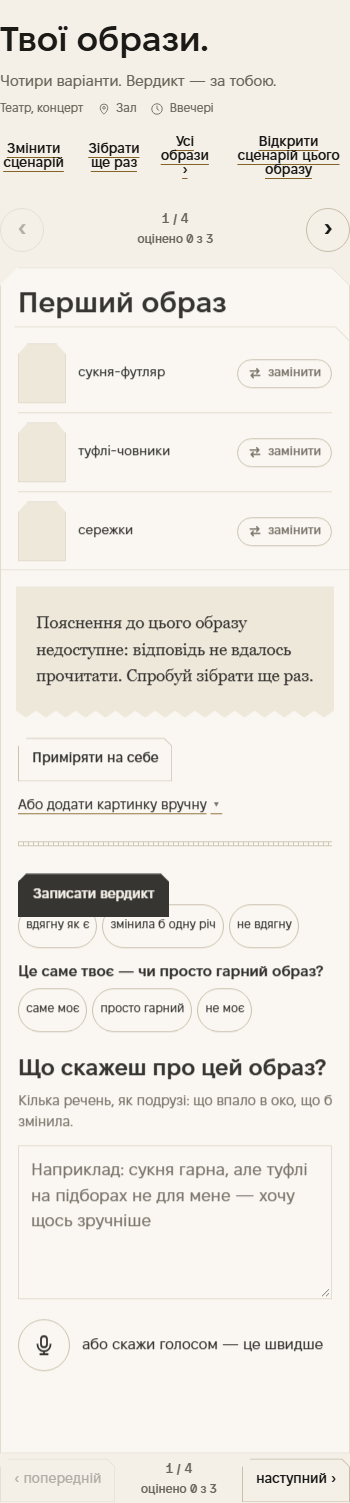 Твої образи.
Чотири варіанти. Вердикт — за тобою.
Театр, концерт Зал Ввечері
Змінити
сценарій
Зібрати
ще раз
Усі
образи
›
Відкрити
сценарій цього
образу
‹
1 / 4
оцінено 0 з 3
›
Перший образ
сукня-футляр
замінити
туфлі-човники
замінити
сережки
замінити
Пояснення до цього образу
недоступне: відповідь не вдалось
прочитати. Спробуй зібрати ще раз.
Приміряти на себе
Або додати картинку вручну
Записати вердикт
вдягну як є
змінила б одну річ
не вдягну
Це саме твоє — чи просто гарний образ?
саме моє
просто гарний
не моє
Що скажеш про цей образ?
Кілька речень, як подрузі: що впало в око, що б
змінила.
Наприклад: сукня гарна, але туфлі
на підборах не для мене — хочу
щось зручніше
або скажи голосом — це швидше
‹ попередній
1 / 4
оцінено 0 з 3
наступний ›